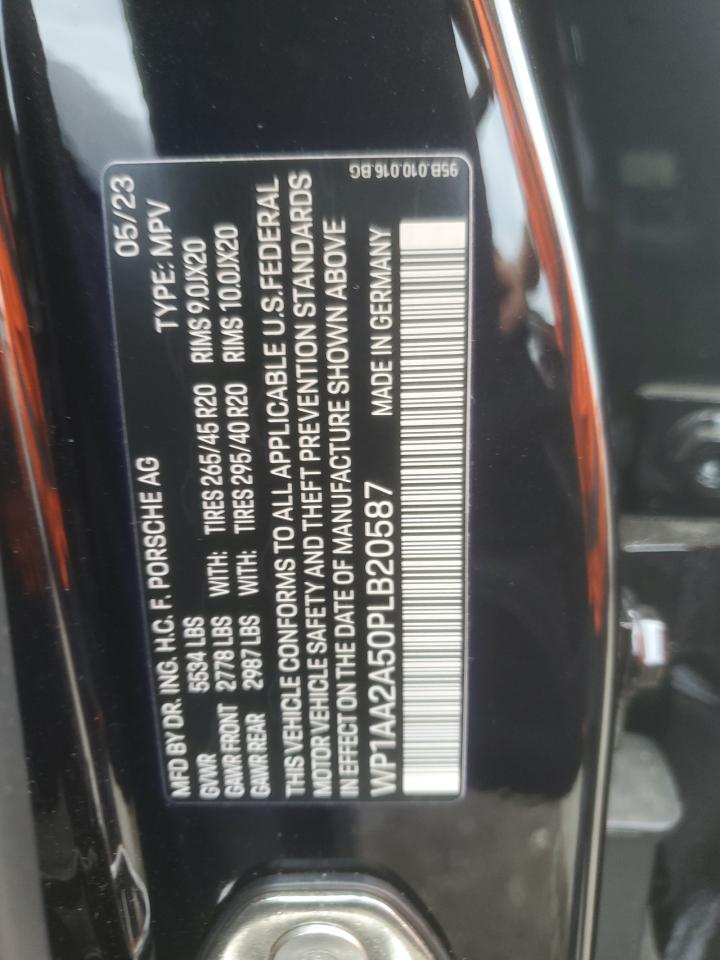 05/23
MFD BY DR. ING. H.C. F. PORSCHE AG TYPE: MPV
GVWR 5534 LBS
GAWR FRONT 2778 LBS WITH: TIRES 265/45 R20 RIMS 9.0JX20
GAWR REAR 2987 LBS WITH: TIRES 295/40 R20 RIMS 10.0JX20
THIS VEHICLE CONFORMS TO ALL APPLICABLE U.S.FEDERAL
MOTOR VEHICLE SAFETY AND THEFT PREVENTION STANDARDS
IN EFFECT ON THE DATE OF MANUFACTURE SHOWN ABOVE
WP1AA2A50PLB20587 MADE IN GERMANY
95B.010.016.BG